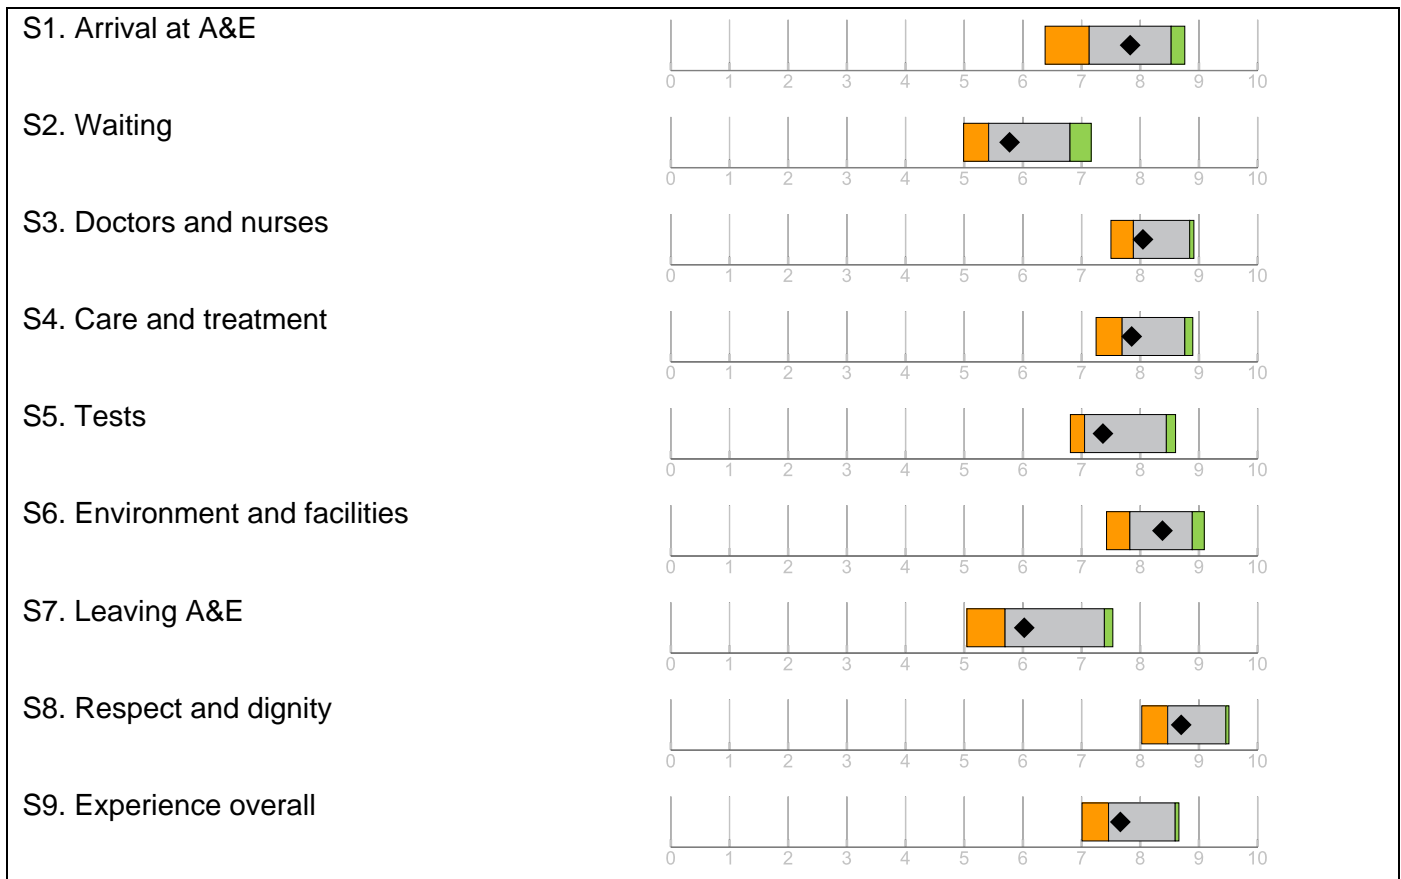 S1. Arrival at A&E
0 1 2 3 4 5 6 7 8 9 10
S2. Waiting
0 1 2 3 4 5 6 7 8 9 10
S3. Doctors and nurses
0 1 2 3 4 5 6 7 8 9 10
S4. Care and treatment
0 1 2 3 4 5 6 7 8 9 10
S5. Tests
0 1 2 3 4 5 6 7 8 9 10
S6. Environment and facilities
0 1 2 3 4 5 6 7 8 9 10
S7. Leaving A&E
0 1 2 3 4 5 6 7 8 9 10
S8. Respect and dignity
0 1 2 3 4 5 6 7 8 9 10
S9. Experience overall
0 1 2 3 4 5 6 7 8 9 10